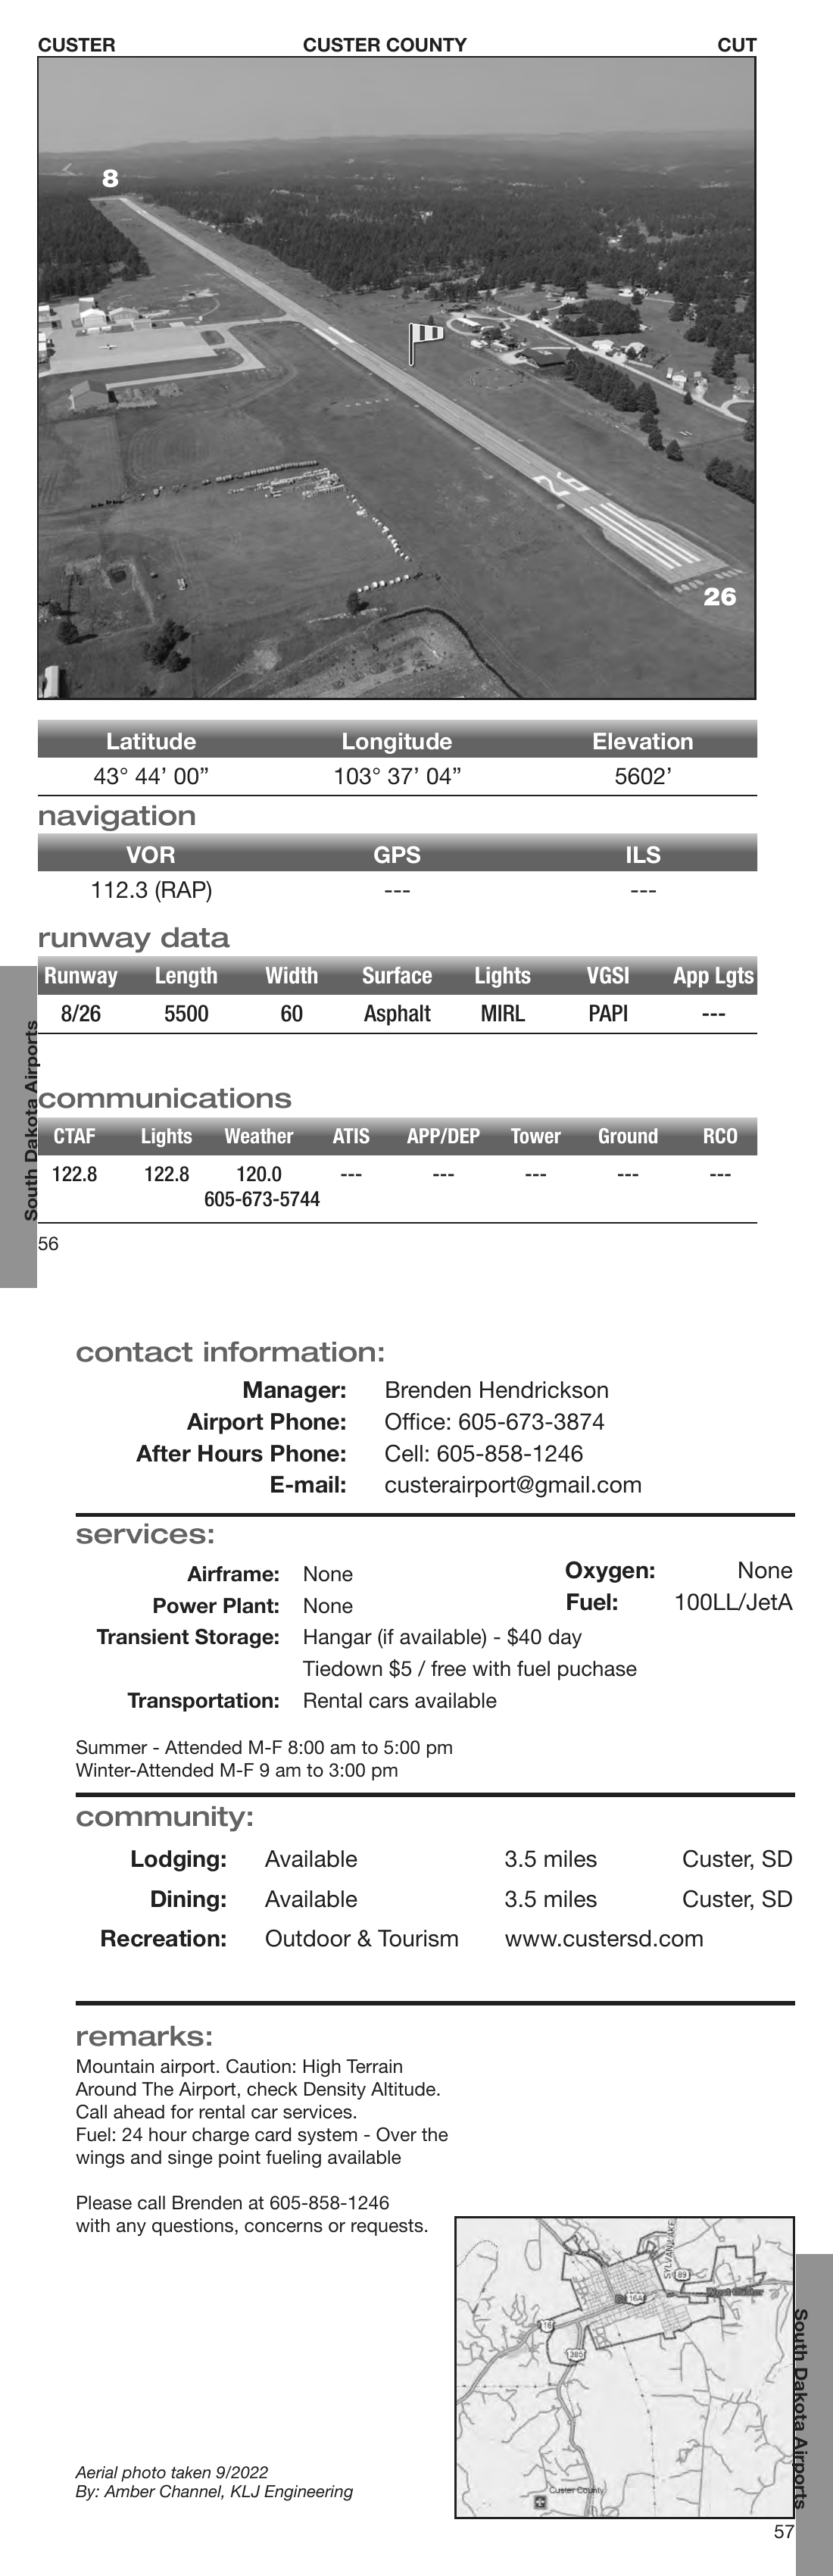 CUSTER CUSTER COUNTY CUT
8
26
26
Latitude Longitude Elevation
43° 44’ 00” 103° 37’ 04” 5602’
navigation
VOR GPS ILS
112.3 (RAP) --- ---
runway data
Runway Length Width Surface Lights VGSI App Lgts
8/26 5500 60 Asphalt MIRL PAPI ---
South Dakota Airports
communications
CTAF Lights Weather ATIS APP/DEP Tower Ground RCO
122.8 122.8 120.0 --- --- --- --- ---
605-673-5744
56
contact information:
Manager: Brenden Hendrickson
Airport Phone: Office: 605-673-3874
After Hours Phone: Cell: 605-858-1246
E-mail: custerairport@gmail.com
services:
Airframe: None Oxygen: None
Power Plant: None Fuel: 100LL/JetA
Transient Storage: Hangar (if available) - $40 day
Tiedown $5 / free with fuel puchase
Transportation: Rental cars available
Summer - Attended M-F 8:00 am to 5:00 pm
Winter-Attended M-F 9 am to 3:00 pm
community:
Lodging: Available 3.5 miles Custer, SD
Dining: Available 3.5 miles Custer, SD
Recreation: Outdoor & Tourism www.custersd.com
remarks:
Mountain airport. Caution: High Terrain
Around The Airport, check Density Altitude.
Call ahead for rental car services.
Fuel: 24 hour charge card system - Over the
wings and singe point fueling available
Please call Brenden at 605-858-1246
with any questions, concerns or requests.
SYLVAN LAKE
89
16A
16
385
Custer County
South Dakota Airports
Aerial photo taken 9/2022
By: Amber Channel, KLJ Engineering
57